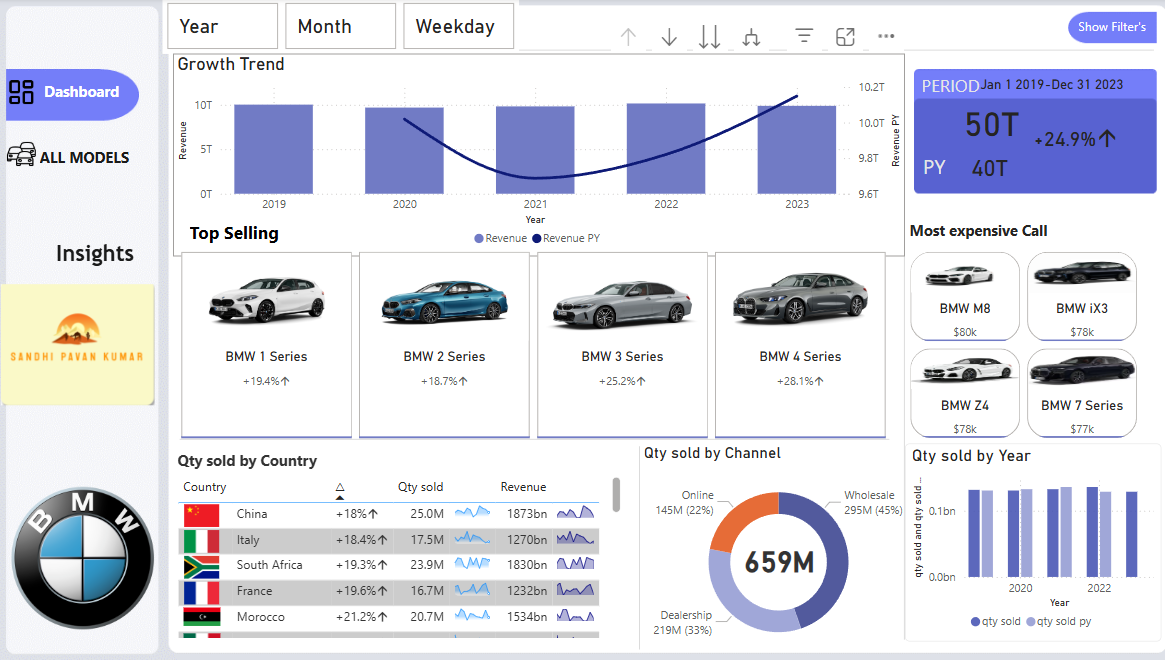 Year
Month
Weekday
Show Filter's
Dashboard
ALL MODELS
Insights
SANDHI PAVAN KUMAR
BMW
Growth Trend
Revenue
10T
5T
0T
10.2T
10.0T
9.8T
9.6T
Revenue PY
2019 2020 2021 2022 2023
Year
Revenue Revenue PY
PERIOD Jan 1 2019-Dec 31 2023
50T
+24.9%↑
PY 40T
Top Selling
BMW 1 Series
+19.4%↑
BMW 2 Series
+18.7%↑
BMW 3 Series
+25.2%↑
BMW 4 Series
+28.1%↑
Most expensive Call
BMW M8
$80k
BMW iX3
$78k
BMW Z4
$78k
BMW 7 Series
$77k
Qty sold by Country
Country △ Qty sold Revenue
China +18%↑ 25.0M 1873bn
Italy +18.4%↑ 17.5M 1270bn
South Africa +19.3%↑ 23.9M 1830bn
France +19.6%↑ 16.7M 1232bn
Morocco +21.2%↑ 20.7M 1534bn
Qty sold by Channel
Online
145M (22%)
Wholesale
295M (45%)
659M
Dealership
219M (33%)
Qty sold by Year
qty sold and qty sold ...
0.1bn
0.0bn
2020 2022
Year
qty sold qty sold py